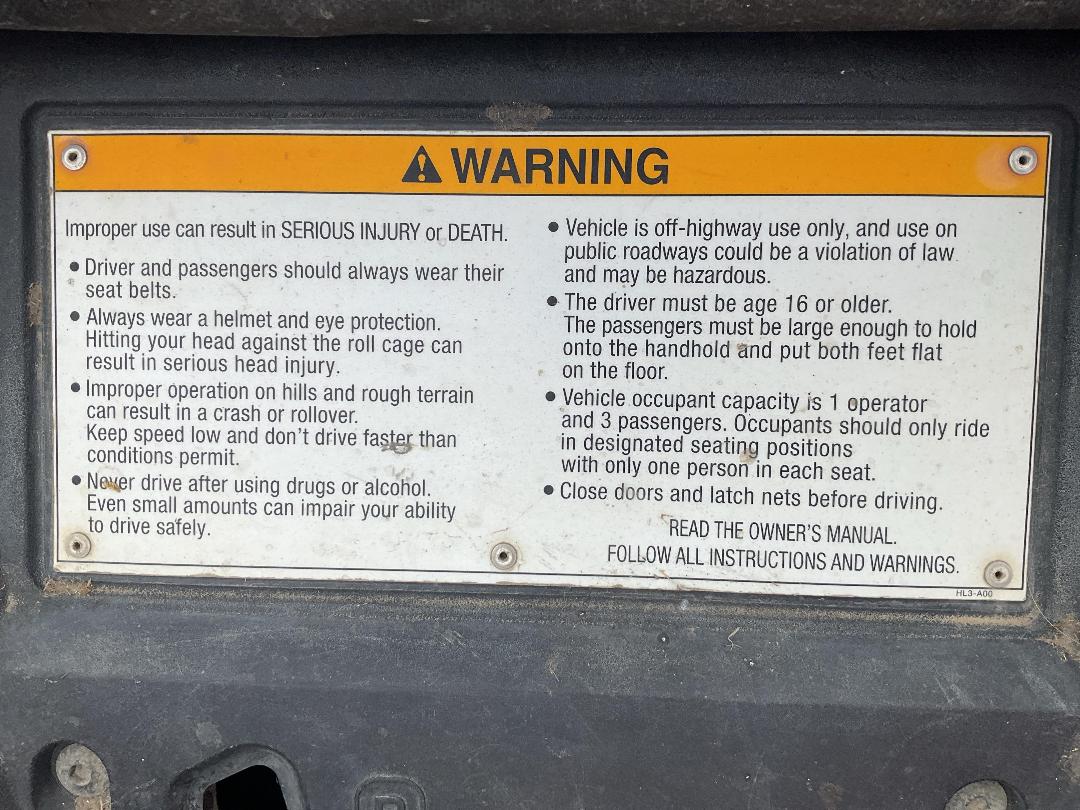 WARNING
Improper use can result in SERIOUS INJURY or DEATH.
• Driver and passengers should always wear their
seat belts.
• Always wear a helmet and eye protection.
Hitting your head against the roll cage can
result in serious head injury.
• Improper operation on hills and rough terrain
can result in a crash or rollover.
Keep speed low and don't drive faster than
conditions permit.
• Never drive after using drugs or alcohol.
Even small amounts can impair your ability
to drive safely.
• Vehicle is off-highway use only, and use on
public roadways could be a violation of law
and may be hazardous.
• The driver must be age 16 or older.
The passengers must be large enough to hold
onto the handhold and put both feet flat
on the floor.
• Vehicle occupant capacity is 1 operator
and 3 passengers. Occupants should only ride
in designated seating positions
with only one person in each seat.
• Close doors and latch nets before driving.
READ THE OWNER'S MANUAL.
FOLLOW ALL INSTRUCTIONS AND WARNINGS.
HL3-A00